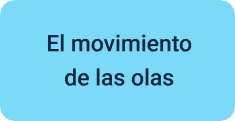 El movimiento
de las olas